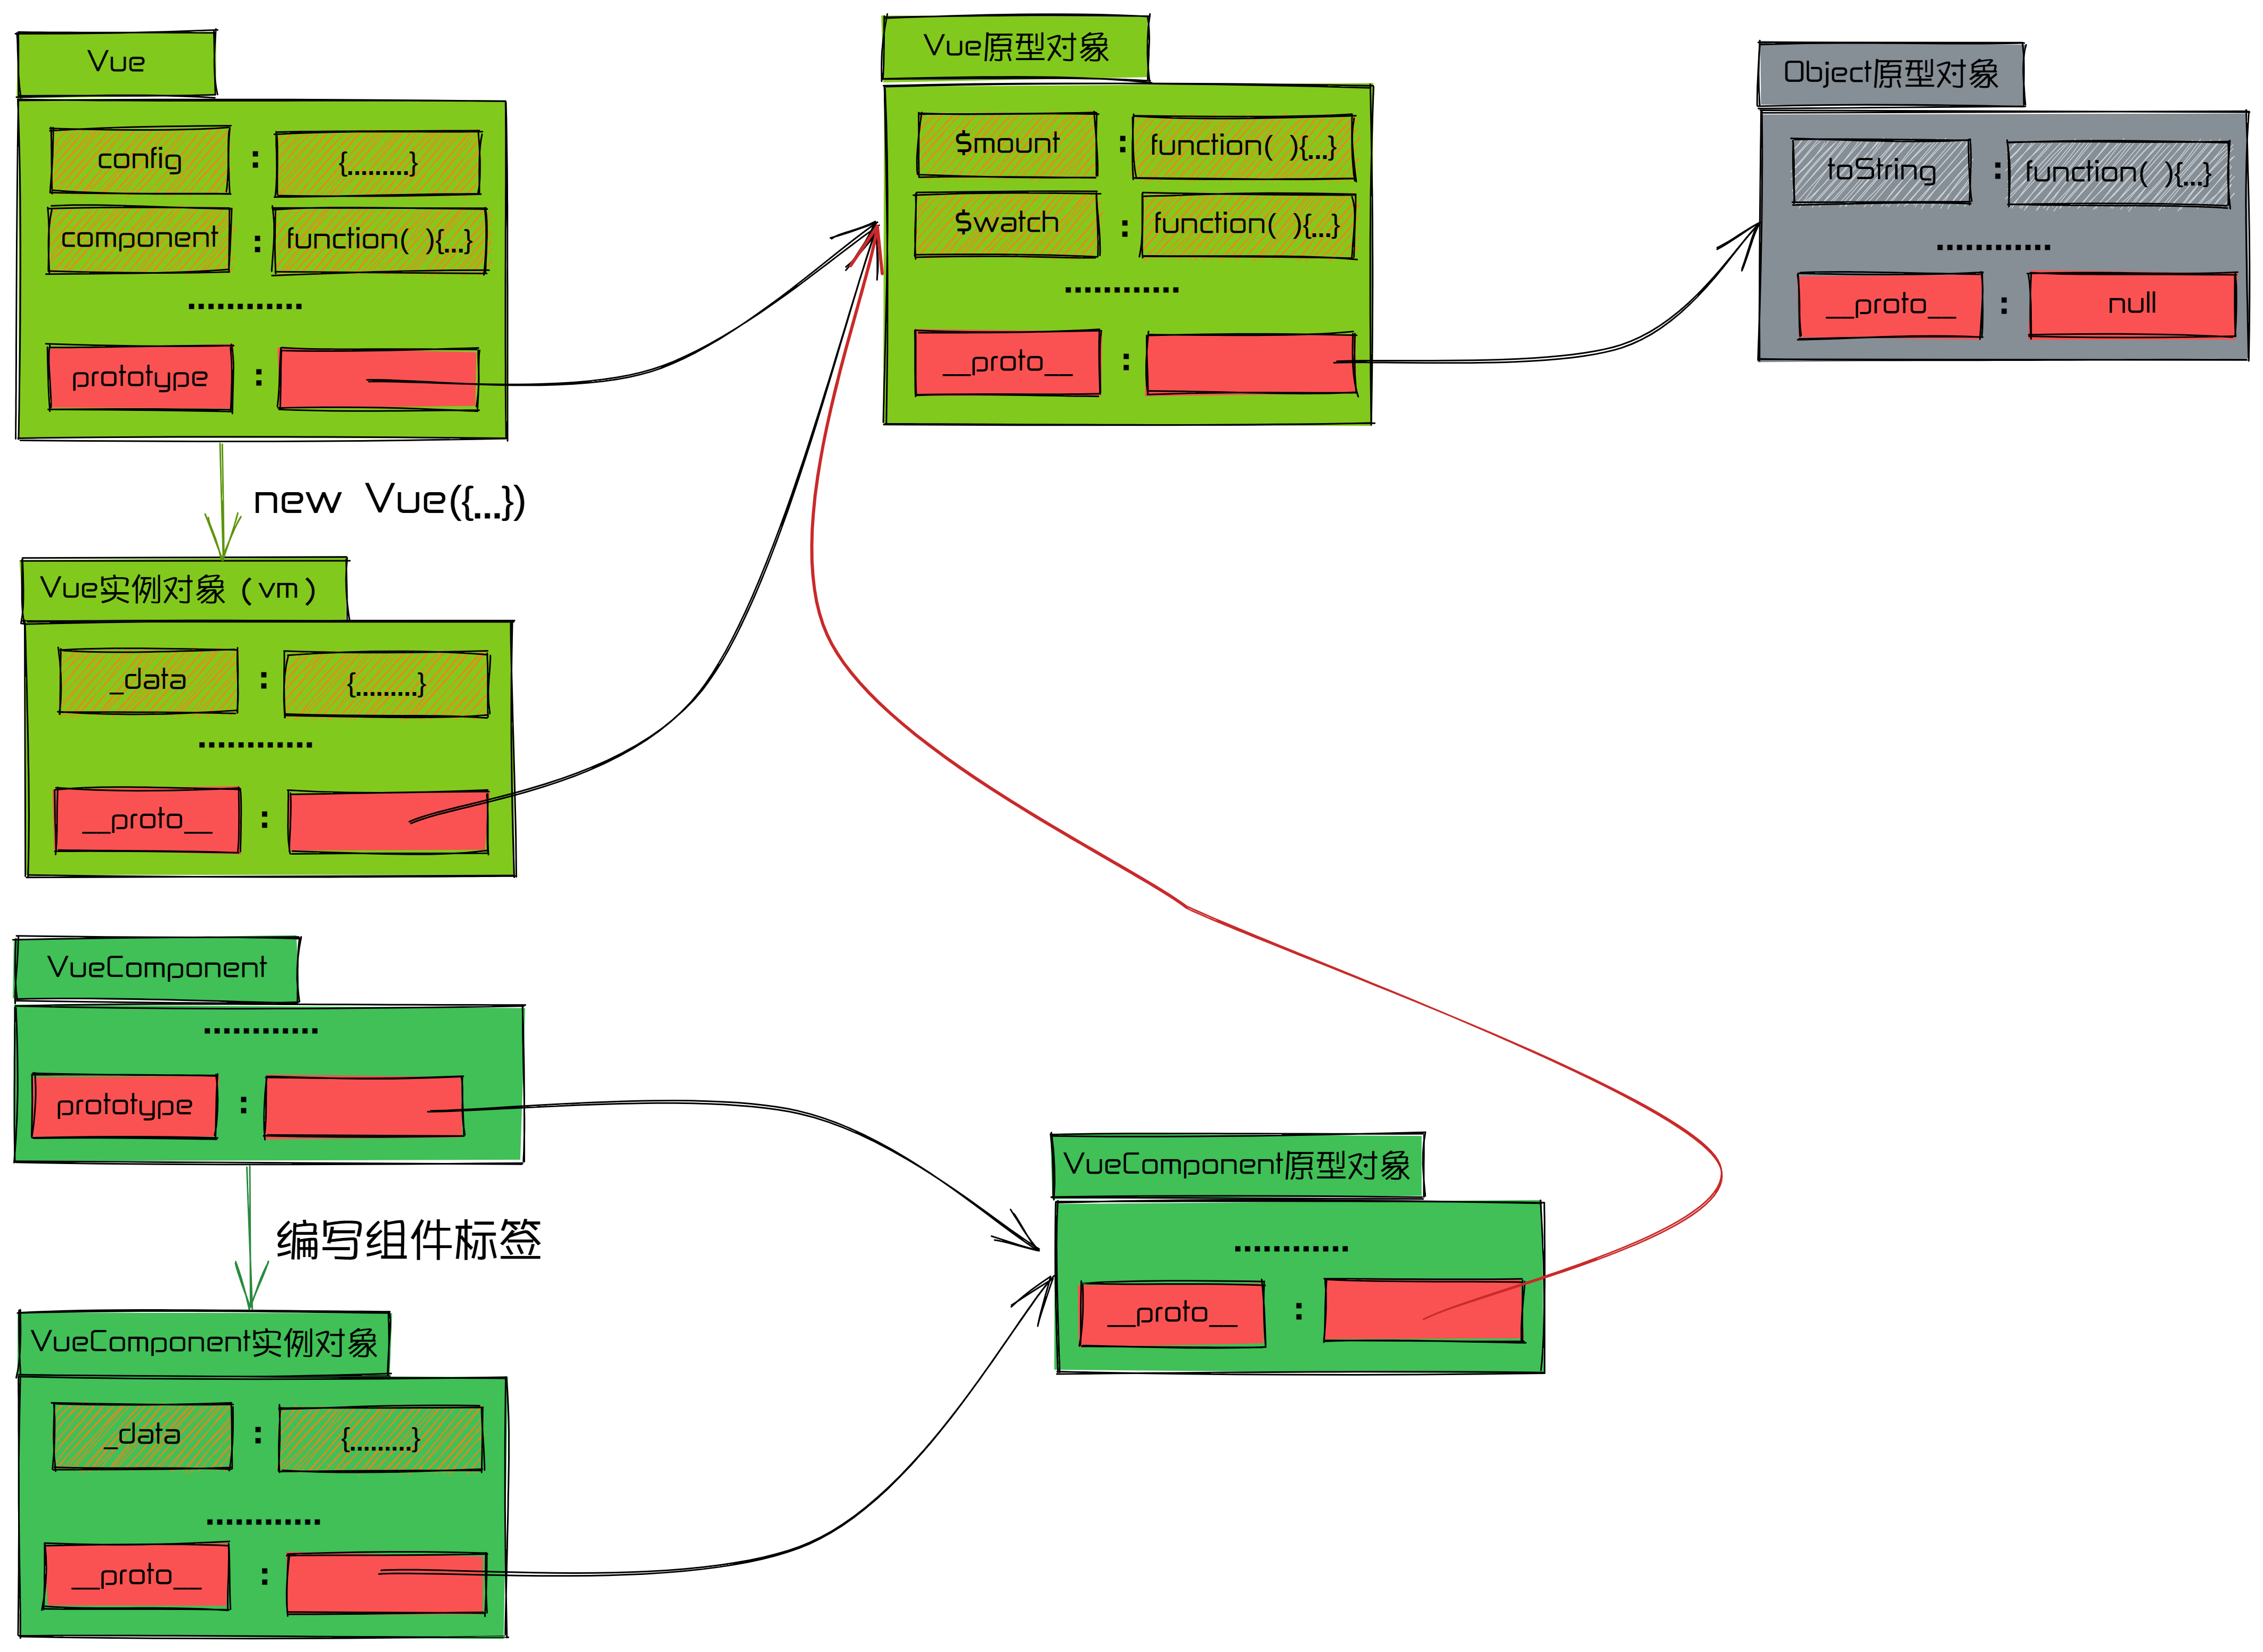 Vue
config : {.........}
component : function( ){...}
............
prototype :
new Vue({...})
Vue实例对象 (vm)
_data : {.........}
............
__proto__ :
Vue原型对象
$mount : function( ){...}
$watch : function( ){...}
............
__proto__ :
Object原型对象
toString : function( ){...}
............
__proto__ : null
VueComponent
............
prototype :
编写组件标签
VueComponent实例对象
_data : {.........}
............
__proto__ :
VueComponent原型对象
............
__proto__ :